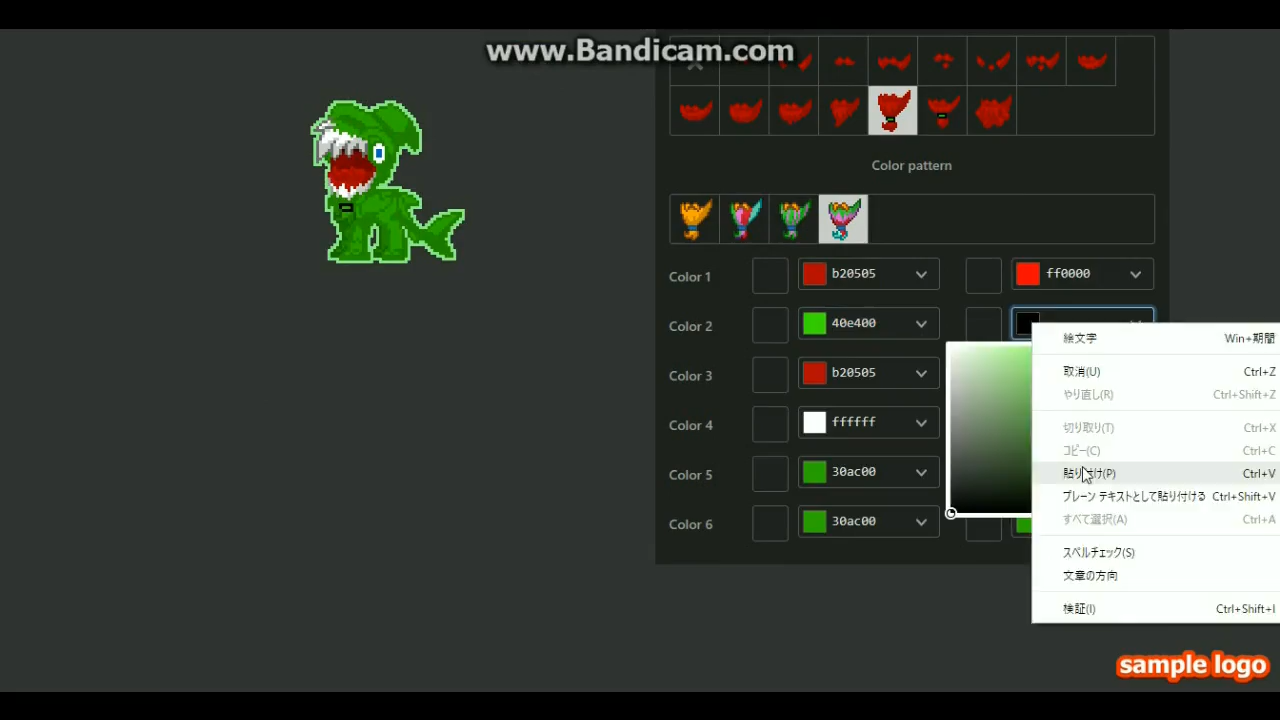 www.Bandicam.com
Color pattern
Color 1 b20505 ff0000
Color 2 40e400
Color 3 b20505
Color 4 ffffff
Color 5 30ac00
Color 6 30ac00
絵文字 Win+期間
取消(U) Ctrl+Z
やり直し(R) Ctrl+Shift+Z
切り取り(T) Ctrl+X
コピー(C) Ctrl+C
貼り付け(P) Ctrl+V
プレーン テキストとして貼り付ける Ctrl+Shift+V
すべて選択(A) Ctrl+A
スペルチェック(S)
文章の方向
検証(I) Ctrl+Shift+I
sample logo